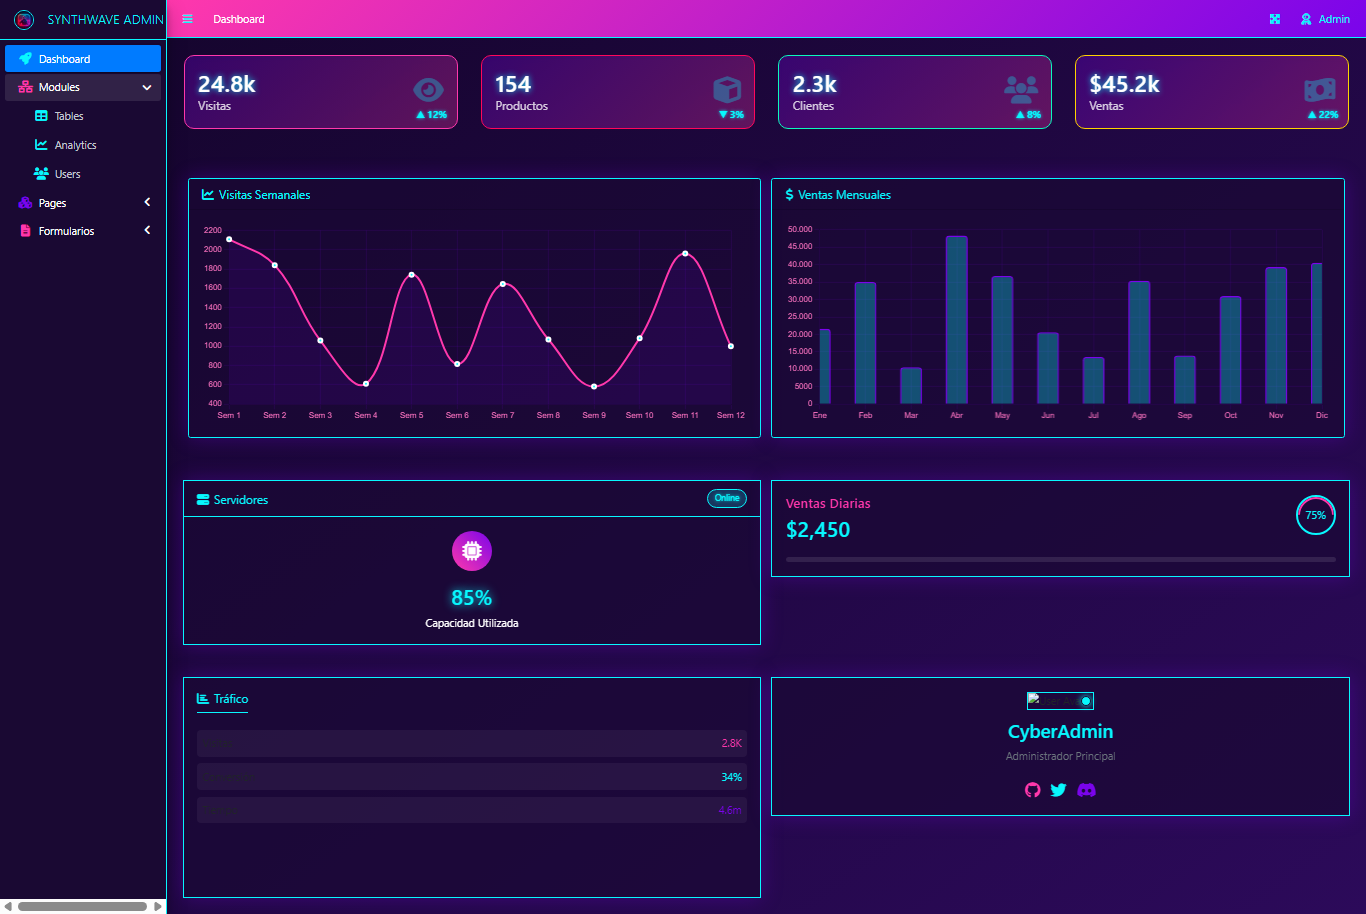 SYNTHWAVE ADMIN
Dashboard
Admin
Dashboard
Modules
Tables
Analytics
Users
Pages
Formularios
24.8k
Visitas
12%
154
Productos
3%
2.3k
Clientes
8%
$45.2k
Ventas
22%
Visitas Semanales
2200
2000
1800
1600
1400
1200
1000
800
600
400
Sem 1 Sem 2 Sem 3 Sem 4 Sem 5 Sem 6 Sem 7 Sem 8 Sem 9 Sem 10 Sem 11 Sem 12
Ventas Mensuales
50.000
45.000
40.000
35.000
30.000
25.000
20.000
15.000
10.000
5000
0
Ene Feb Mar Abr May Jun Jul Ago Sep Oct Nov Dic
Servidores
Online
85%
Capacidad Utilizada
Ventas Diarias
$2,450
75%
Tráfico
2.8K
34%
4.6m
CyberAdmin
Administrador Principal